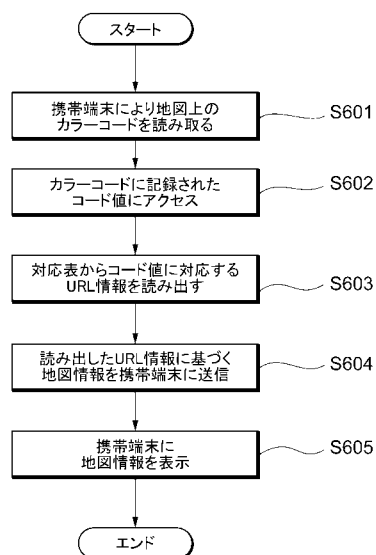 スタート
携帯端末により地図上の
カラーコードを読み取る
S601
カラーコードに記録された
コード値にアクセス
S602
対応表からコード値に対応する
URL情報を読み出す
S603
読み出したURL情報に基づく
地図情報を携帯端末に送信
S604
携帯端末に
地図情報を表示
S605
エンド